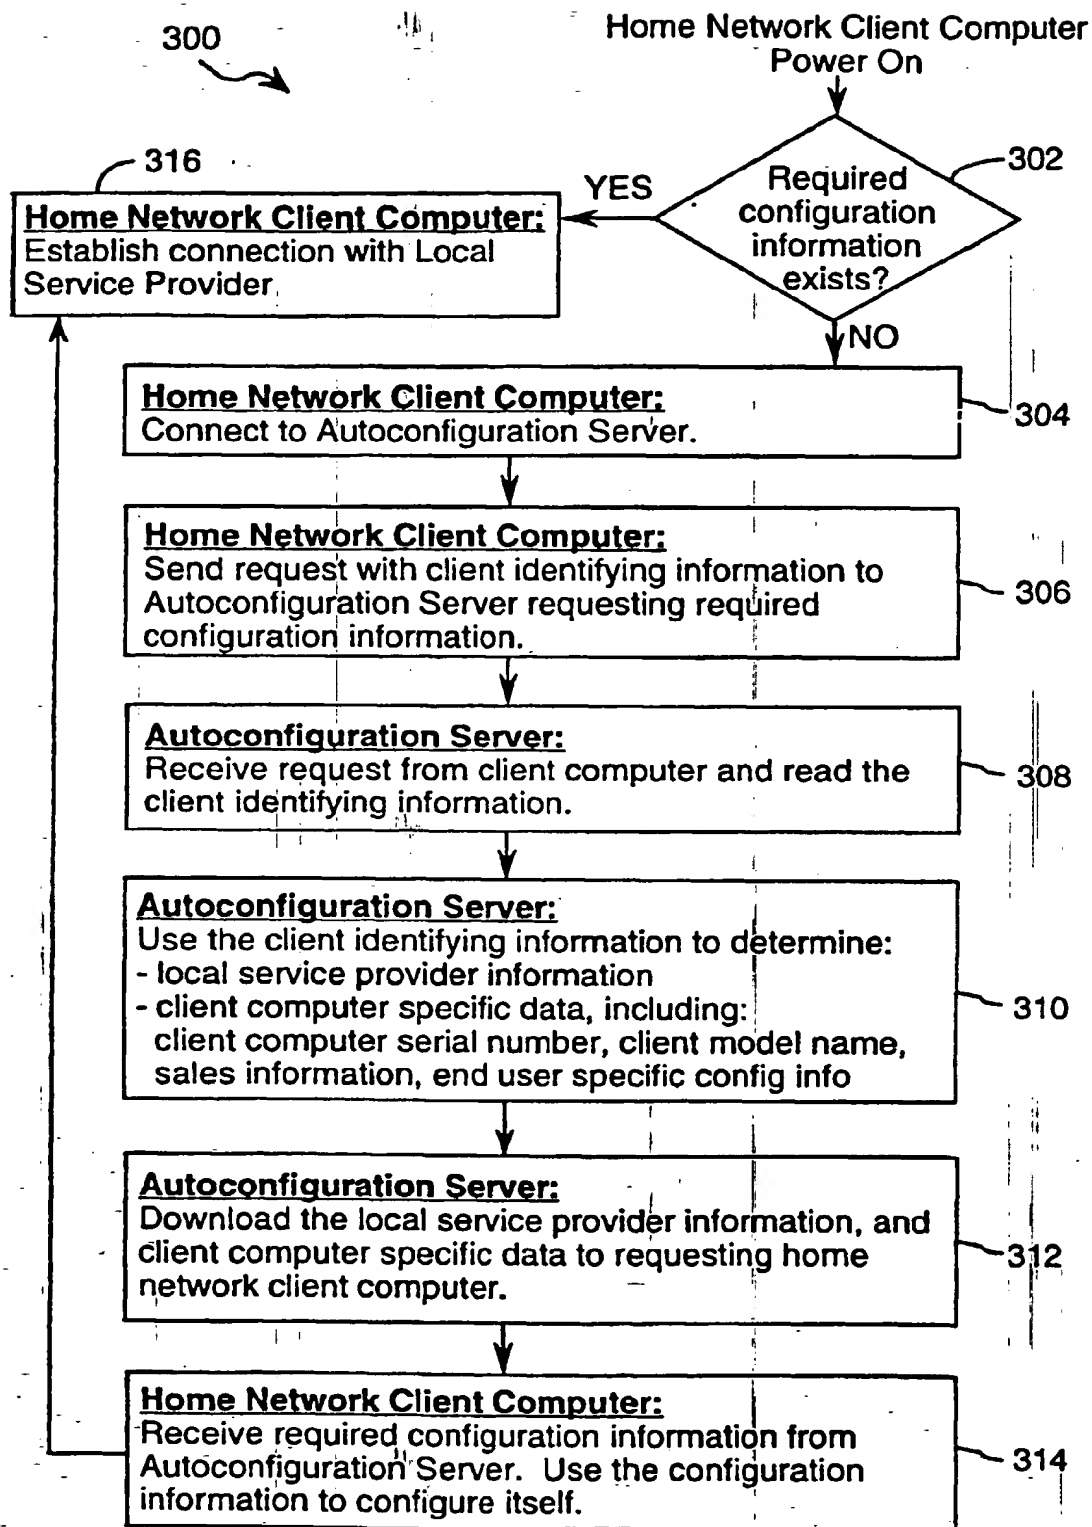 300
Home Network Client Computer
Power On
316
302
Required
configuration
information
exists?
YES
Home Network Client Computer:
Establish connection with Local
Service Provider
NO
Home Network Client Computer:
Connect to Autoconfiguration Server.
304
Home Network Client Computer:
Send request with client identifying information to
Autoconfiguration Server requesting required
configuration information.
306
Autoconfiguration Server:
Receive request from client computer and read the
client identifying information.
308
Autoconfiguration Server:
Use the client identifying information to determine:
- local service provider information
- client computer specific data, including:
client computer serial number, client model name,
sales information, end user specific config info
310
Autoconfiguration Server:
Download the local service provider information, and
client computer specific data to requesting home
network client computer.
312
Home Network Client Computer:
Receive required configuration information from
Autoconfiguration Server. Use the configuration
information to configure itself.
314